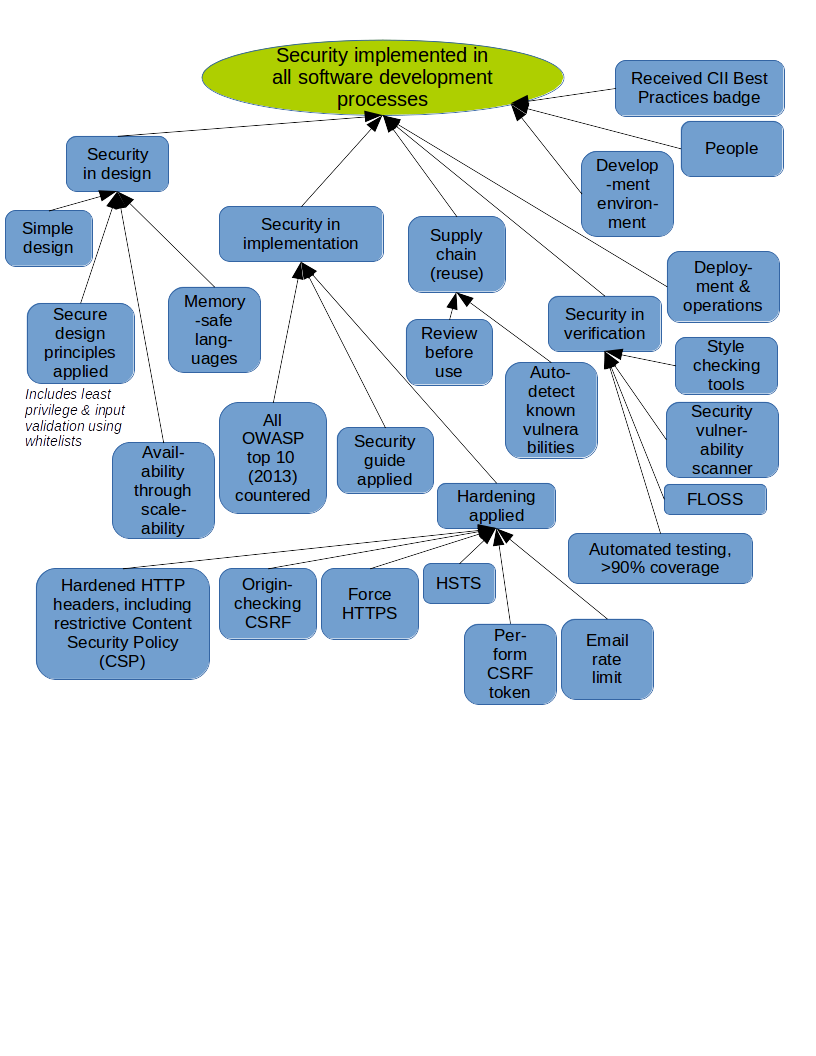 Security implemented in
all software development
processes
Received CII Best
Practices badge
People
Develop
-ment
environ-
ment
Security
in design
Simple
design
Security in
implementation
Supply
chain
(reuse)
Deploy-
ment &
operations
Secure
design
principles
applied
Includes least
privilege & input
validation using
whitelists
Memory
-safe
lang-
uages
Avail-
ability
through
scale-
ability
All
OWASP
top 10
(2013)
countered
Security
guide
applied
Review
before
use
Auto-
detect
known
vulnera
bilities
Security in
verification
Style
checking
tools
Security
vulner-
ability
scanner
FLOSS
Automated testing,
>90% coverage
Hardening
applied
Hardened HTTP
headers, including
restrictive Content
Security Policy
(CSP)
Origin-
checking
CSRF
Force
HTTPS
HSTS
Per-
form
CSRF
token
Email
rate
limit